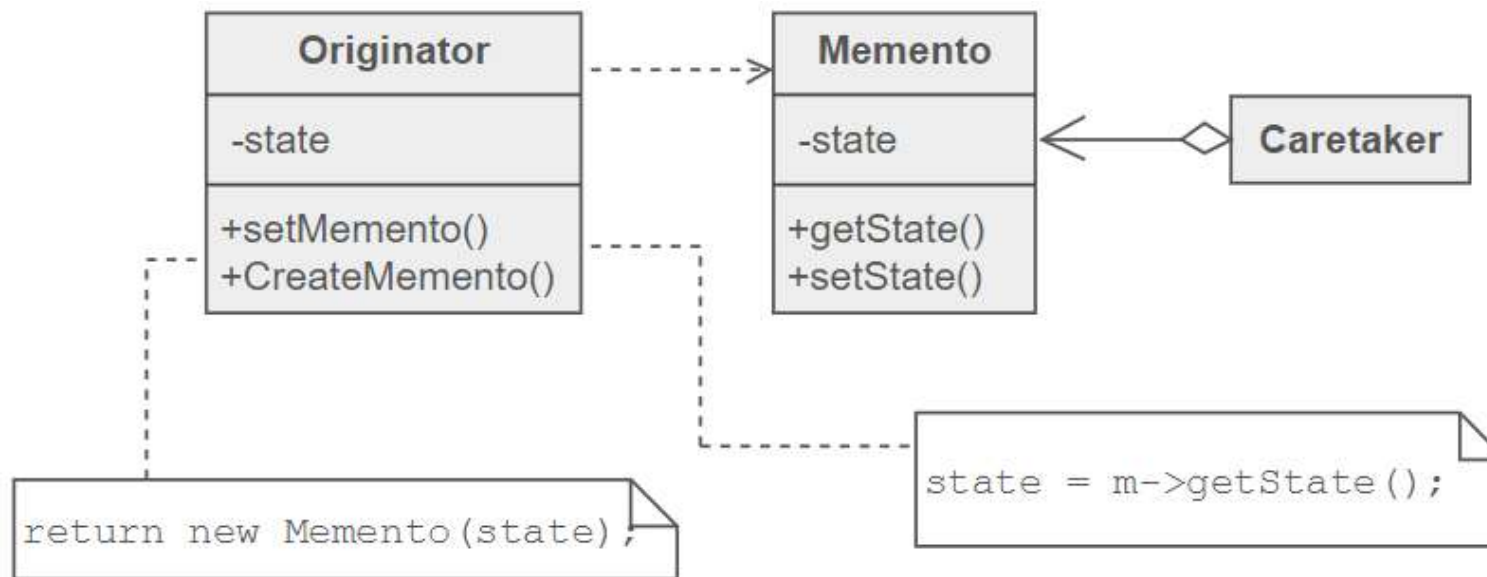 Originator
-state
+setMemento()
+CreateMemento()
Memento
-state
+getState()
+setState()
Caretaker
return new Memento(state);
state = m->getState();